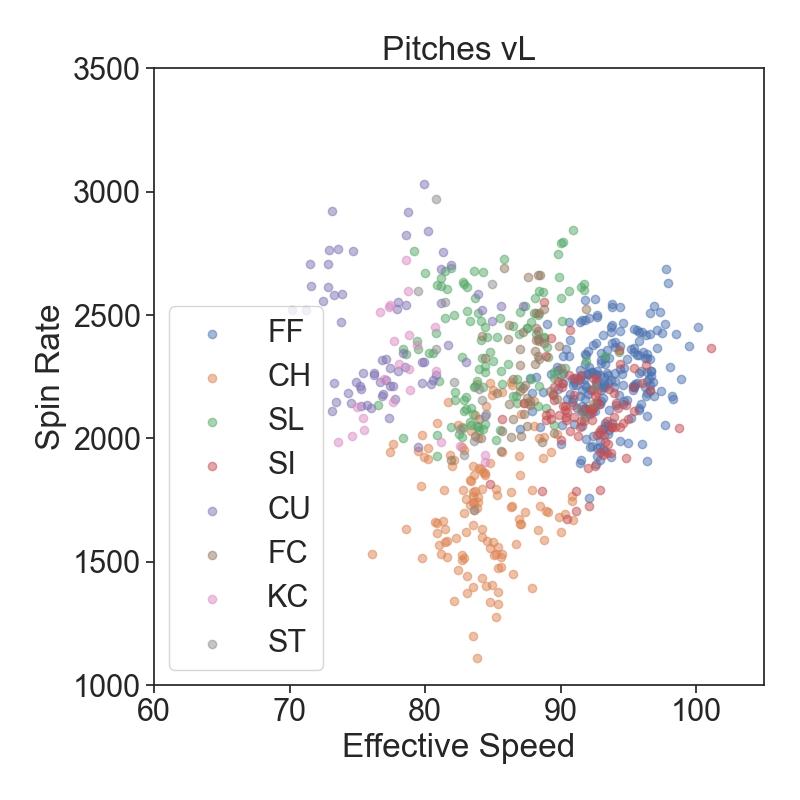 Pitches vL
3500
3000
2500
2000
1500
1000
Spin Rate
FF
CH
SL
SI
CU
FC
KC
ST
60 70 80 90 100
Effective Speed